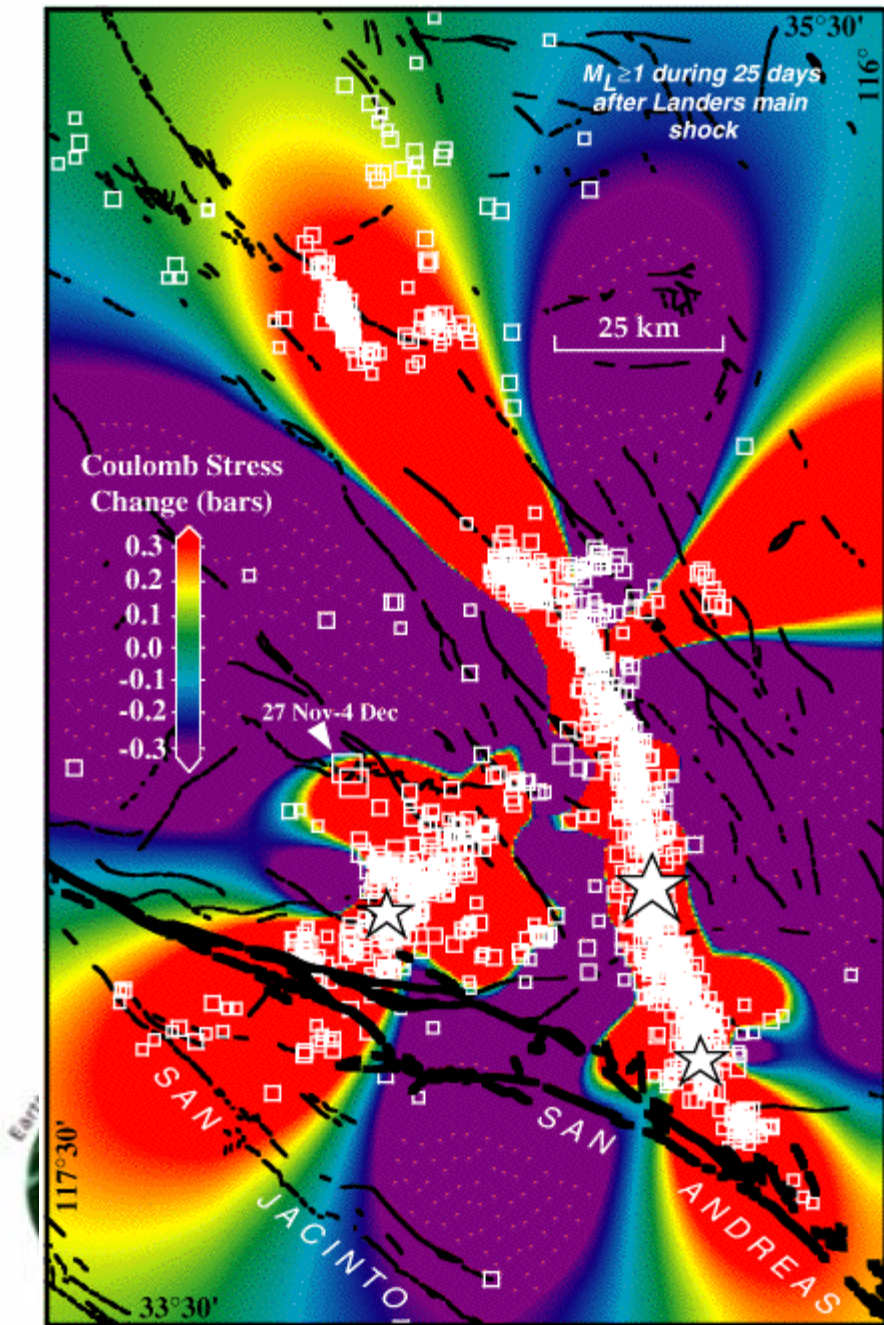 35°30'
116°
M_L≥1 during 25 days
after Landers main
shock
25 km
Coulomb Stress
Change (bars)
0.3
0.2
0.1
0.0
-0.1
-0.2
-0.3
27 Nov-4 Dec
SAN
JACINTO
SAN
ANDREAS
Eart
117°30'
33°30'